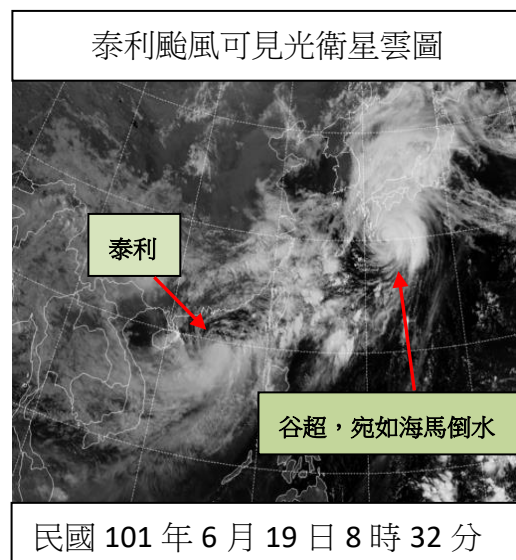 泰利颱風可見光衛星雲圖
泰利
谷超，宛如海馬倒水
民國 101 年 6 月 19 日 8 時 32 分